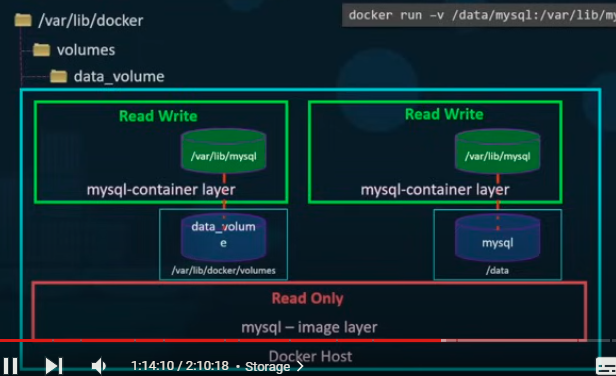 /var/lib/docker
docker run -v /data/mysql:/var/lib/my
volumes
data_volume
Read Write
Read Write
/var/lib/mysql
/var/lib/mysql
mysql-container layer
mysql-container layer
data_volum
e
mysql
/var/lib/docker/volumes
/data
Read Only
mysql – image layer
Docker Host
1:14:10 / 2:10:18 • Storage >